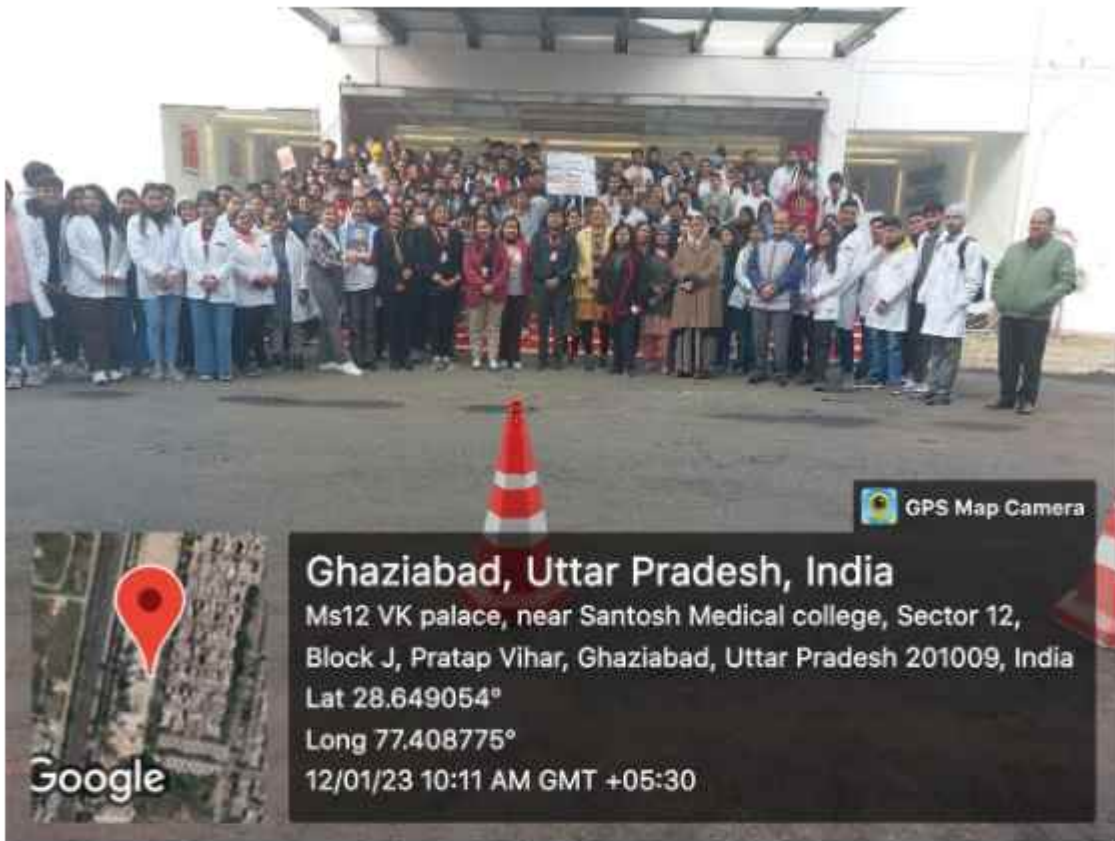 GPS Map Camera
Ghaziabad, Uttar Pradesh, India
Ms12 VK palace, near Santosh Medical college, Sector 12,
Block J, Pratap Vihar, Ghaziabad, Uttar Pradesh 201009, India
Lat 28.649054°
Long 77.408775°
12/01/23 10:11 AM GMT +05:30
Google